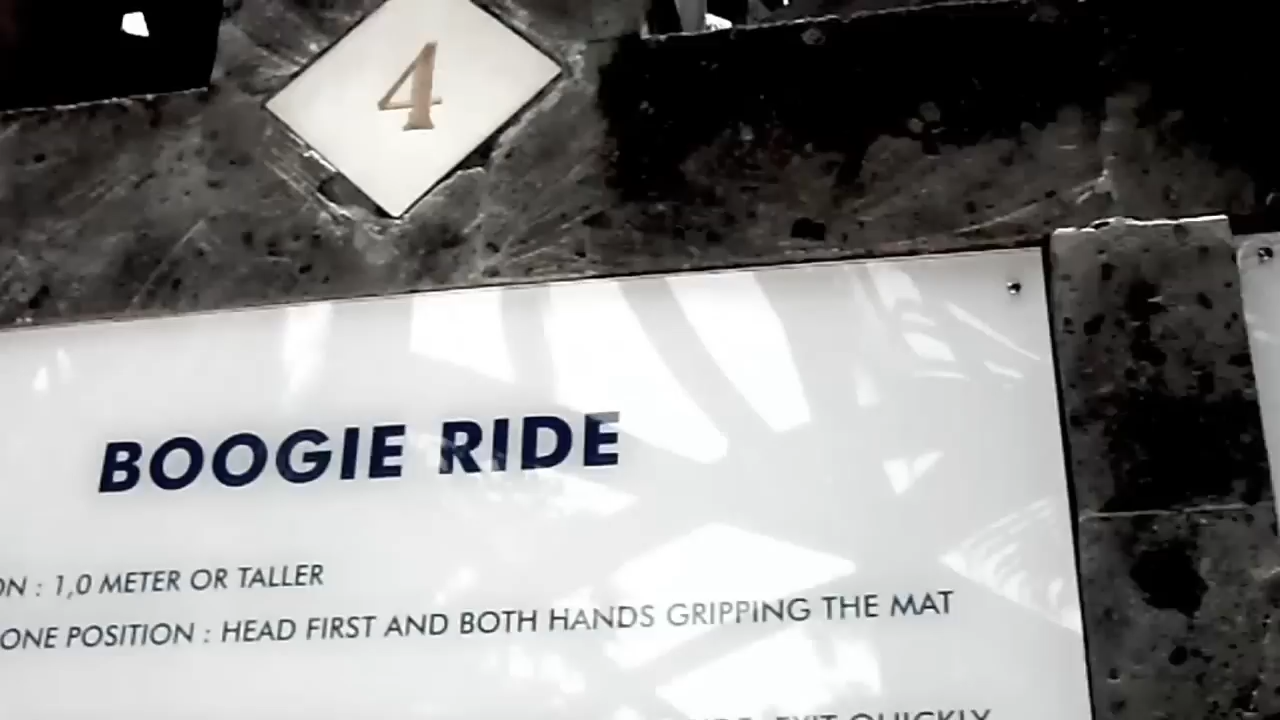 4
BOOGIE RIDE
ON : 1,0 METER OR TALLER
ONE POSITION : HEAD FIRST AND BOTH HANDS GRIPPING THE MAT
EXIT QUICKLY